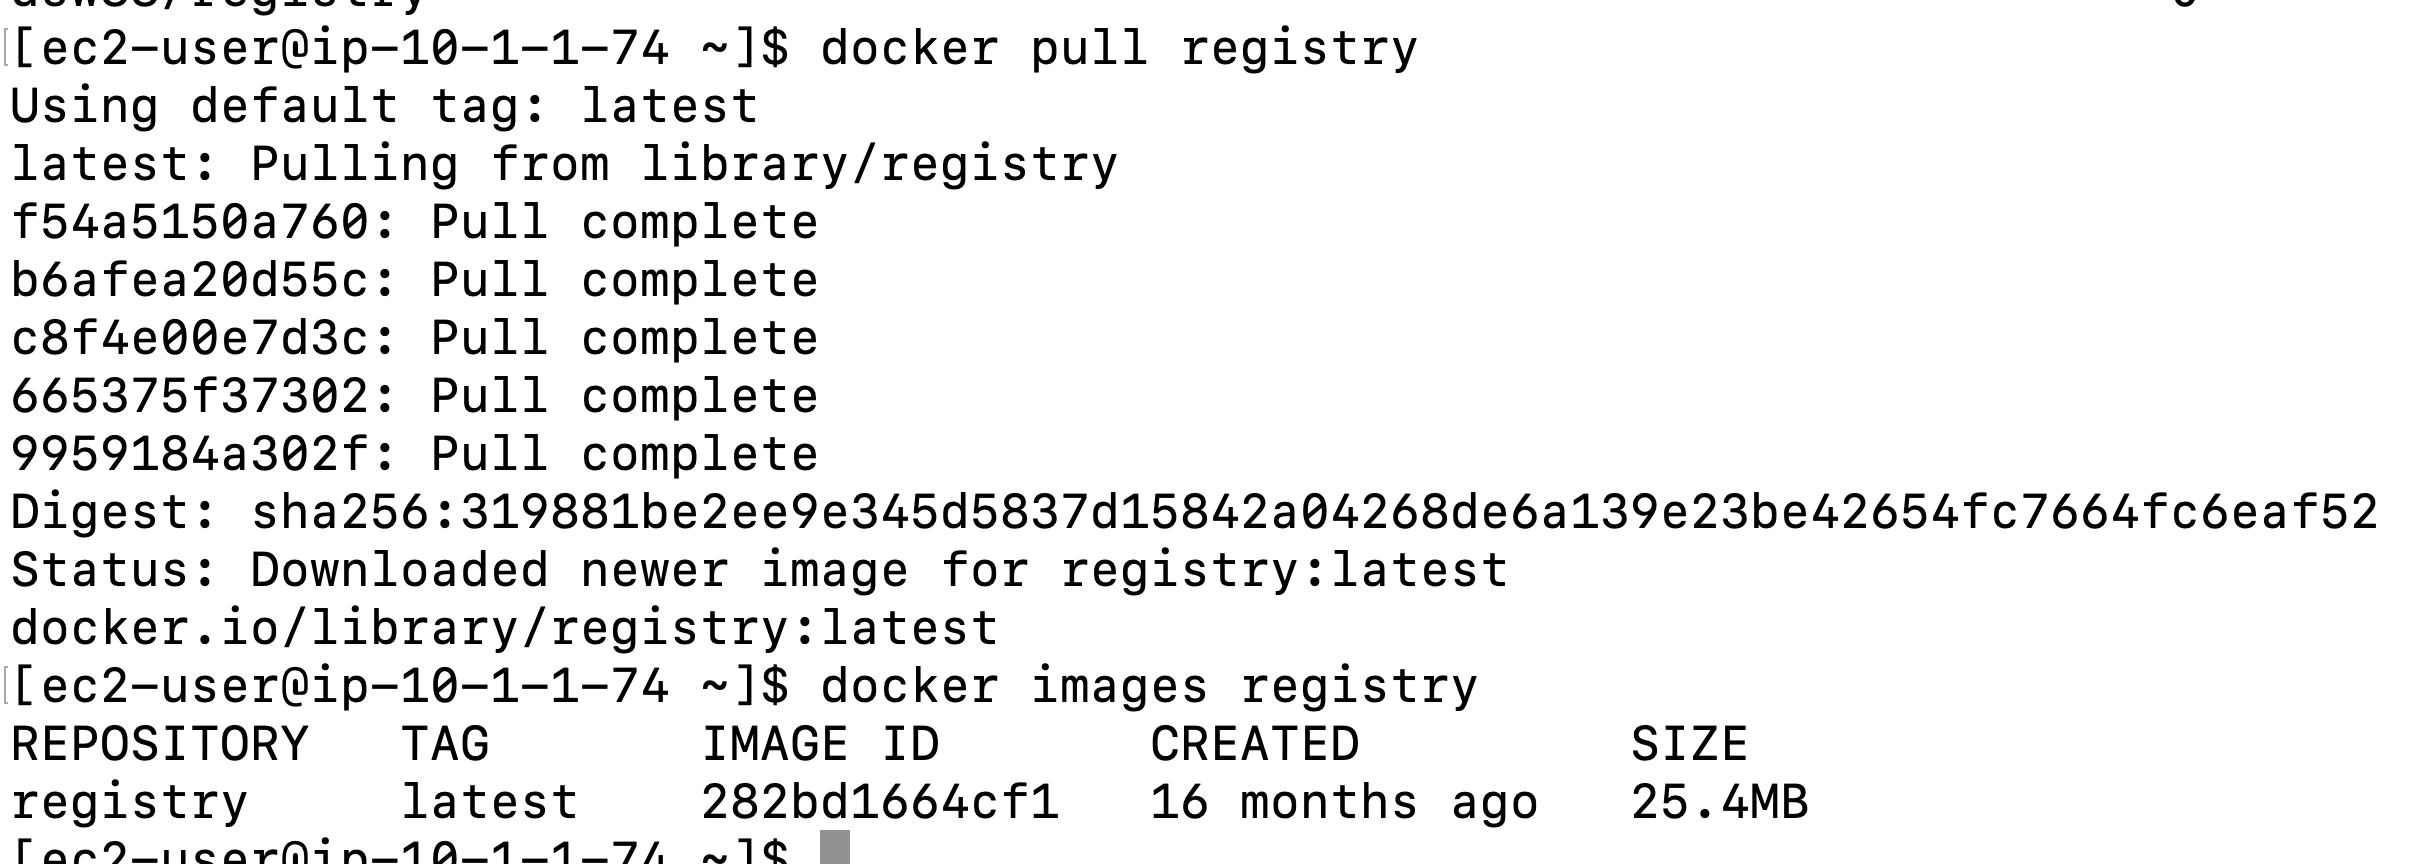 [ec2-user@ip-10-1-1-74 ~]$ docker pull registry
Using default tag: latest
latest: Pulling from library/registry
f54a5150a760: Pull complete
b6afea20d55c: Pull complete
c8f4e00e7d3c: Pull complete
665375f37302: Pull complete
9959184a302f: Pull complete
Digest: sha256:319881be2ee9e345d5837d15842a04268de6a139e23be42654fc7664fc6eaf52
Status: Downloaded newer image for registry:latest
docker.io/library/registry:latest
[ec2-user@ip-10-1-1-74 ~]$ docker images registry
REPOSITORY   TAG       IMAGE ID       CREATED         SIZE
registry     latest    282bd1664cf1   16 months ago   25.4MB
[ec2-user@ip-10-1-1-74 ~]$